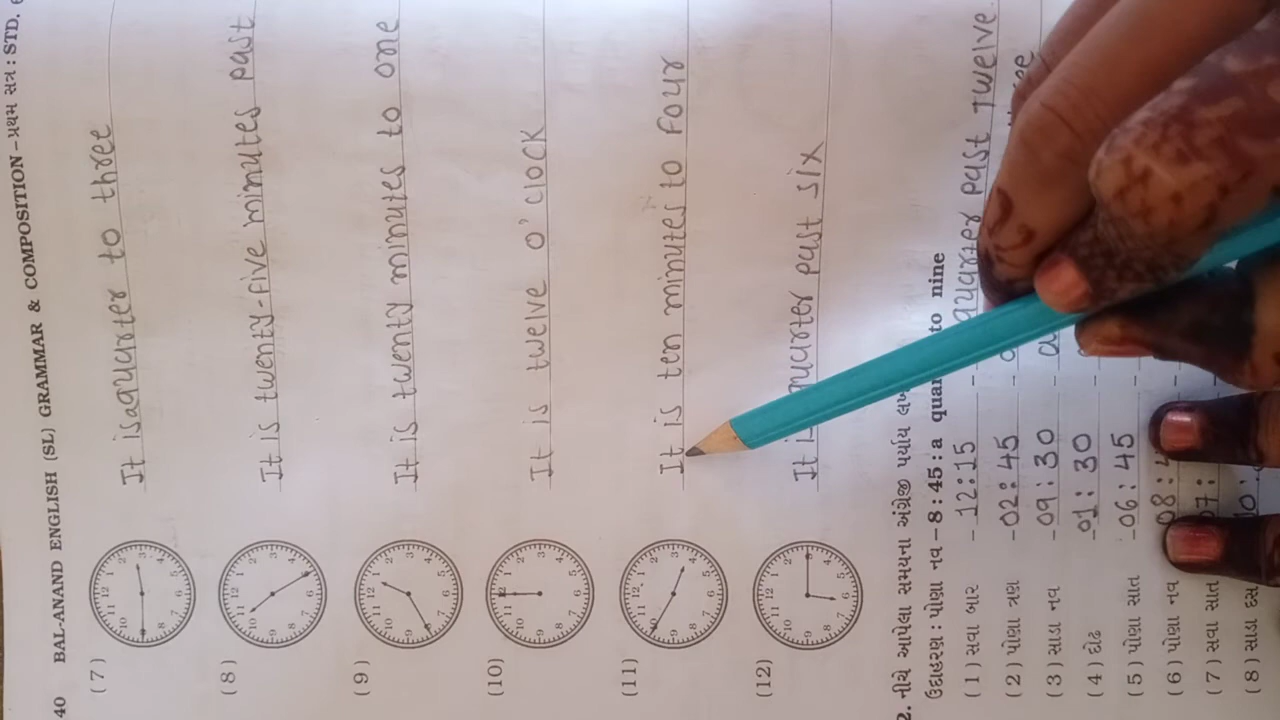 40 BAL-ANAND ENGLISH (SL) GRAMMAR & COMPOSITION – પ્રથમ સત્ર : STD.
(7) It is a quarter to three
(8) It is twenty-five minutes past
(9) It is twenty minutes to one
(10) It is twelve o'clock
(11) It is ten minutes to four
(12) It quarter past six
2. નીચે આપેલા સમયના અંગ્રેજી પર્યાય
ઉદાહરણ : પોણા નવ – 8 : 45 : a to nine
(1) સવા બાર - 12:15 - quarter past Twelve.
(2) પોણા ત્રણ - 02:45 -
(3) સાડા નવ - 09:30 -
(4) દોઢ - 01:30 -
(5) પોણા સાત - 06:45 -
(6) પોણા નવ 08: -
(7) સવા સાત 07: -
(8) સાડા દસ 10: